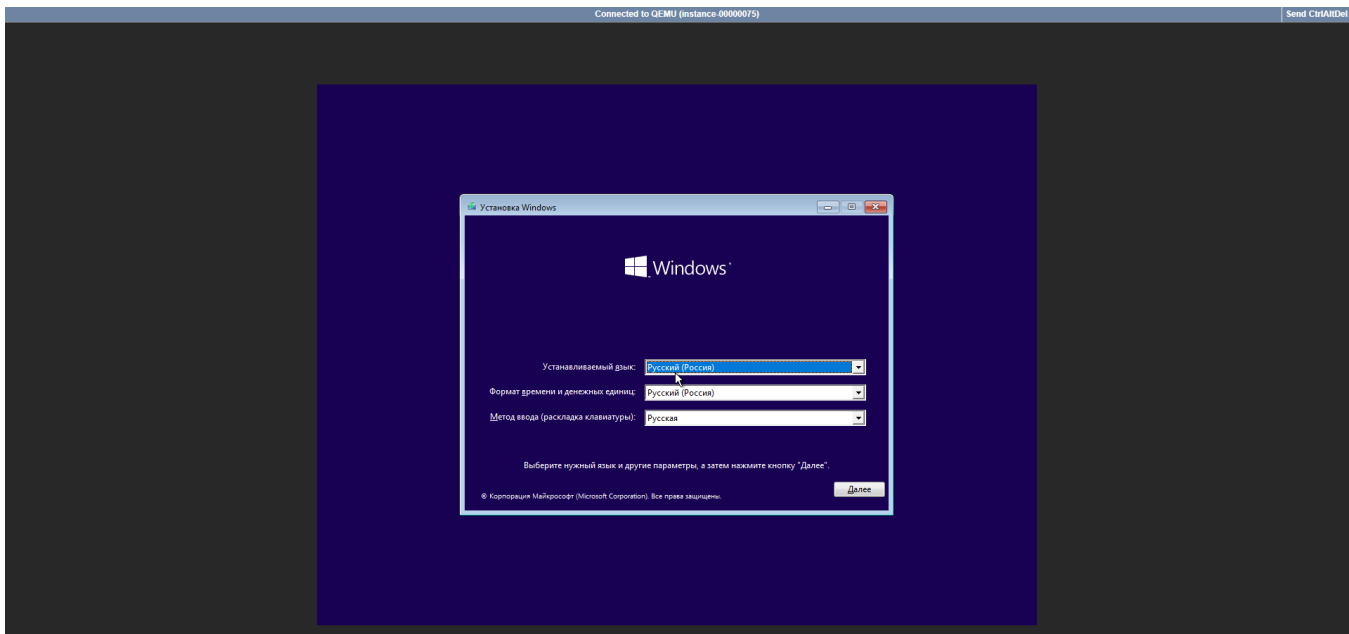 Connected to QEMU (instance-00000075)
Send CtrlAltDel
Установка Windows
Windows
Устанавливаемый язык: Русский (Россия)
Формат времени и денежных единиц: Русский (Россия)
Метод ввода (раскладка клавиатуры): Русская
Выберите нужный язык и другие параметры, а затем нажмите кнопку "Далее".
Далее
© Корпорация Майкрософт (Microsoft Corporation). Все права защищены.